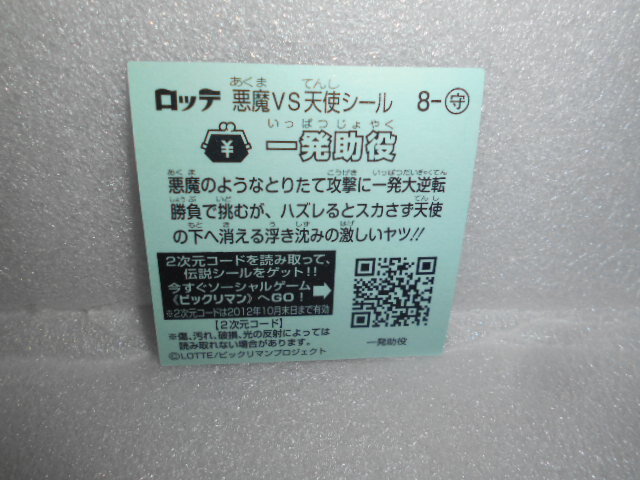 ロッテ 悪魔VS天使シール 8-守
あくま てんし
いっぱつじょやく
¥ 一発助役
あくま こうげき いっぱつだいぎゃくてん
悪魔のようなとりたて攻撃に一発大逆転
しょうぶ いど てんし
勝負で挑むが、ハズレるとスカさず天使
もと き う しず はげ
の下へ消える浮き沈みの激しいヤツ!!
2次元コードを読み取って、
伝説シールをゲット!!
今すぐソーシャルゲーム
《ビックリマン》へGO!
※2次元コードは2012年10月末日まで有効
【2次元コード】
※傷、汚れ、破損、光の反射によっては
読み取れない場合があります。
©LOTTE/ビックリマンプロジェクト
一発助役